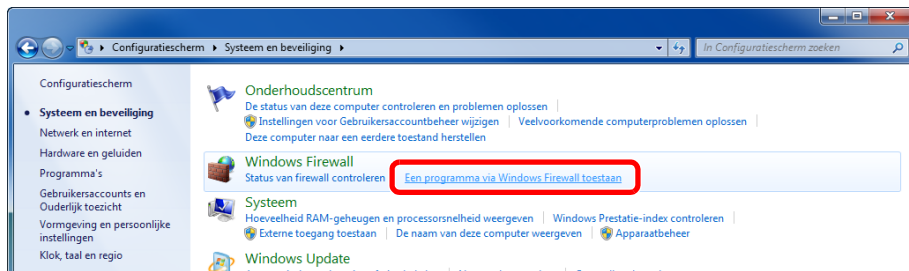 Configuratiescherm ▸ Systeem en beveiliging ▸
In Configuratiescherm zoeken
Configuratiescherm
Systeem en beveiliging
Netwerk en internet
Hardware en geluiden
Programma's
Gebruikersaccounts en
Ouderlijk toezicht
Vormgeving en persoonlijke
instellingen
Klok, taal en regio
Onderhoudscentrum
De status van deze computer controleren en problemen oplossen
Instellingen voor Gebruikersaccountbeheer wijzigen
Veelvoorkomende computerproblemen oplossen
Deze computer naar een eerdere toestand herstellen
Windows Firewall
Status van firewall controleren
Een programma via Windows Firewall toestaan
Systeem
Hoeveelheid RAM-geheugen en processorsnelheid weergeven
Windows Prestatie-index controleren
Externe toegang toestaan
De naam van deze computer weergeven
Apparaatbeheer
Windows Update